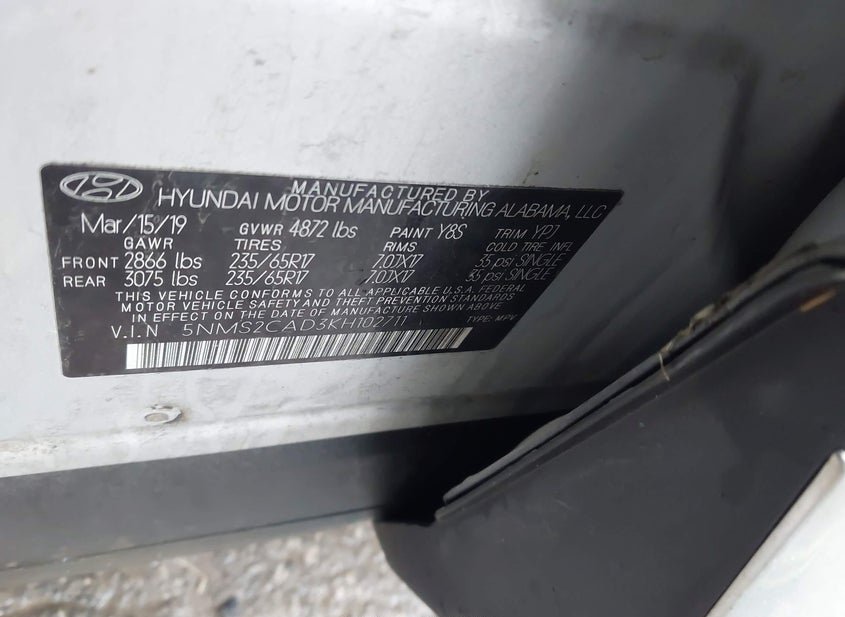 MANUFACTURED BY
HYUNDAI MOTOR MANUFACTURING ALABAMA, LLC
Mar/15/19 GVWR 4872 lbs PAINT Y8S TRIM YPJ
GAWR TIRES RIMS COLD TIRE INFL
FRONT 2866 lbs 235/65R17 7.0JX17 35 psi SINGLE
REAR 3075 lbs 235/65R17 7.0JX17 35 psi SINGLE
THIS VEHICLE CONFORMS TO ALL APPLICABLE U.S.A. FEDERAL
MOTOR VEHICLE SAFETY AND THEFT PREVENTION STANDARDS
IN EFFECT ON THE DATE OF MANUFACTURE SHOWN ABOVE
V.I.N 5NMS2CAD3KH102711 TYPE: MPV